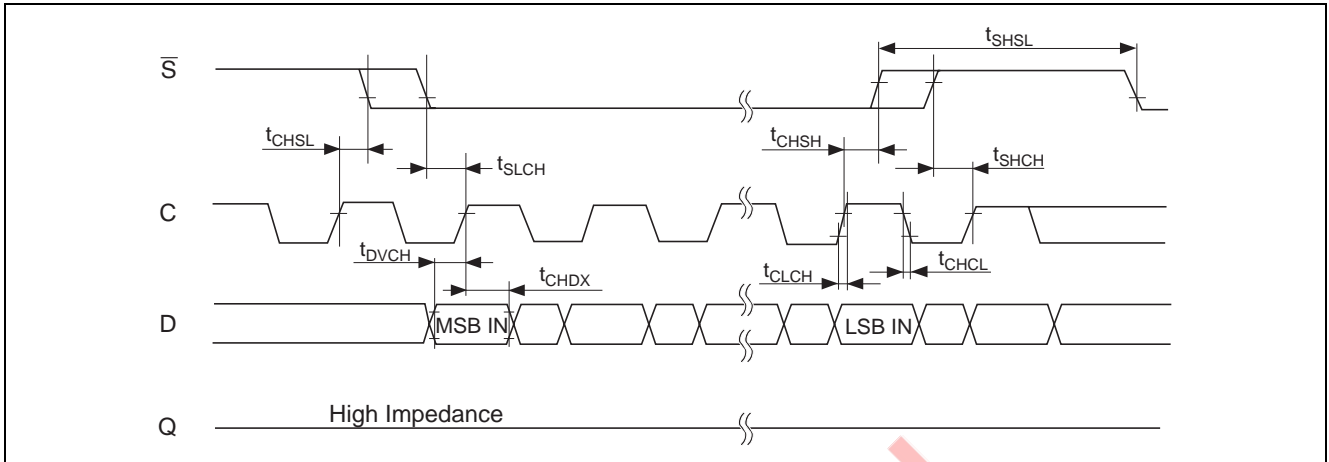 tSHSL
S̅
tCHSL
tSLCH
tCHSH
tSHCH
C
tDVCH
tCHDX
tCLCH
tCHCL
D
MSB IN
LSB IN
Q
High Impedance